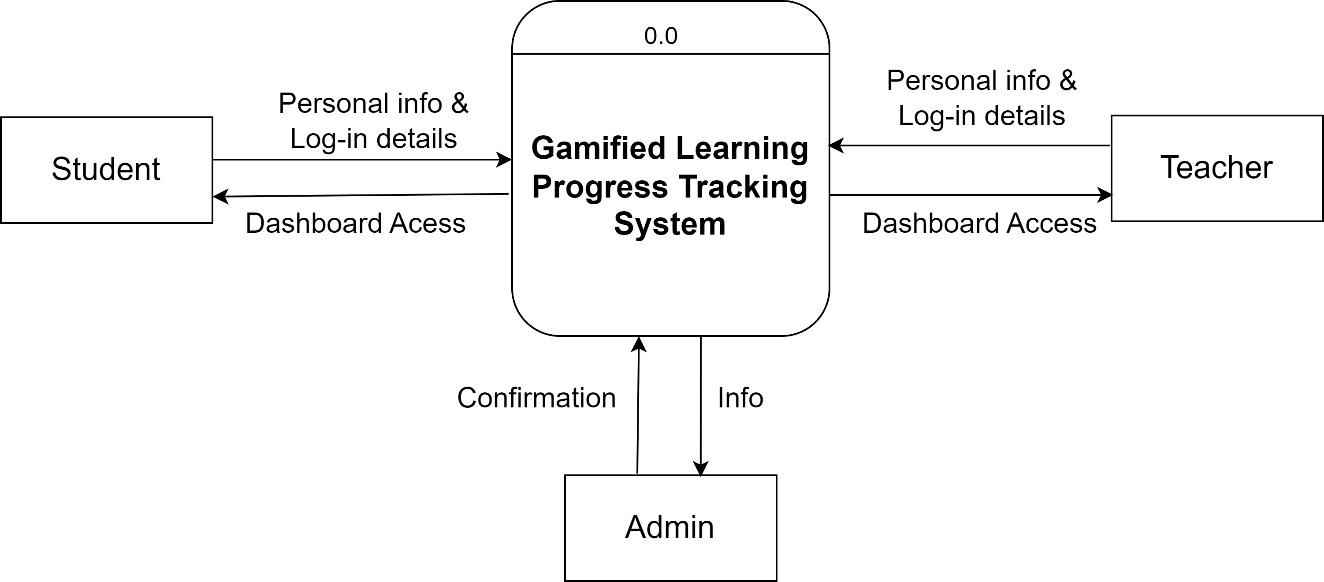 0.0
Personal info &
Log-in details
Personal info &
Log-in details
Student
Gamified Learning
Progress Tracking
System
Teacher
Dashboard Acess
Dashboard Access
Confirmation
Info
Admin